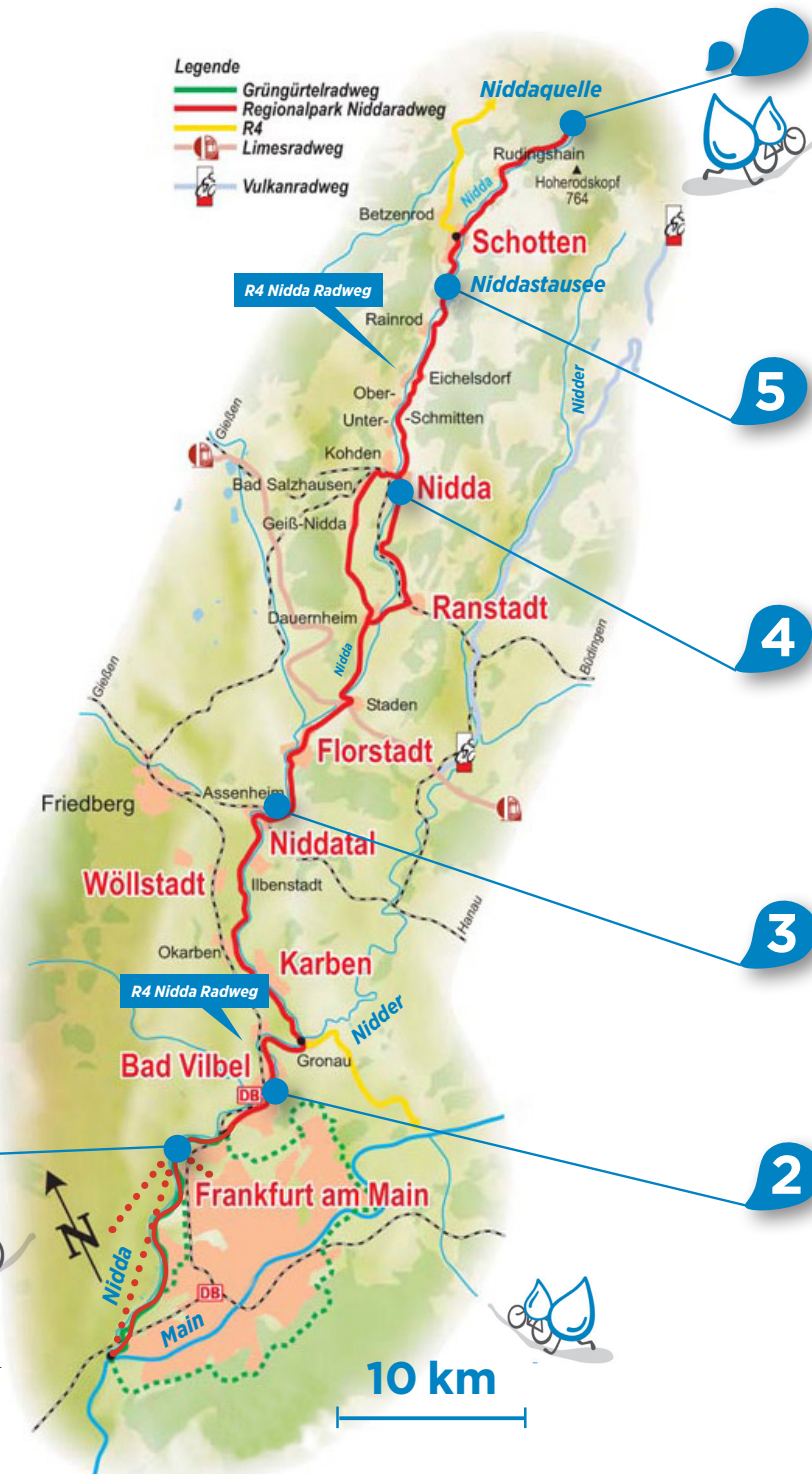 Legende
Grüngürtelradweg
Regionalpark Niddaradweg
R4
Limesradweg
Vulkanradweg
Niddaquelle
Rudingshain
Hoherodskopf
764
Nidda
Betzenrod
Schotten
R4 Nidda Radweg
Niddastausee
Rainrod
5
Eichelsdorf
Ober-
Unter-
-Schmitten
Nidder
Gießen
Kohden
Bad Salzhausen
Nidda
Geiß-Nidda
Ranstadt
Dauernheim
4
Büdingen
Nidda
Gießen
Staden
Florstadt
Assenheim
Friedberg
Niddatal
Wöllstadt
Ilbenstadt
3
Hanau
Okarben
Karben
R4 Nidda Radweg
Nidder
Gronau
Bad Vilbel
DB
2
Frankfurt am Main
N
Nidda
DB
Main
10 km